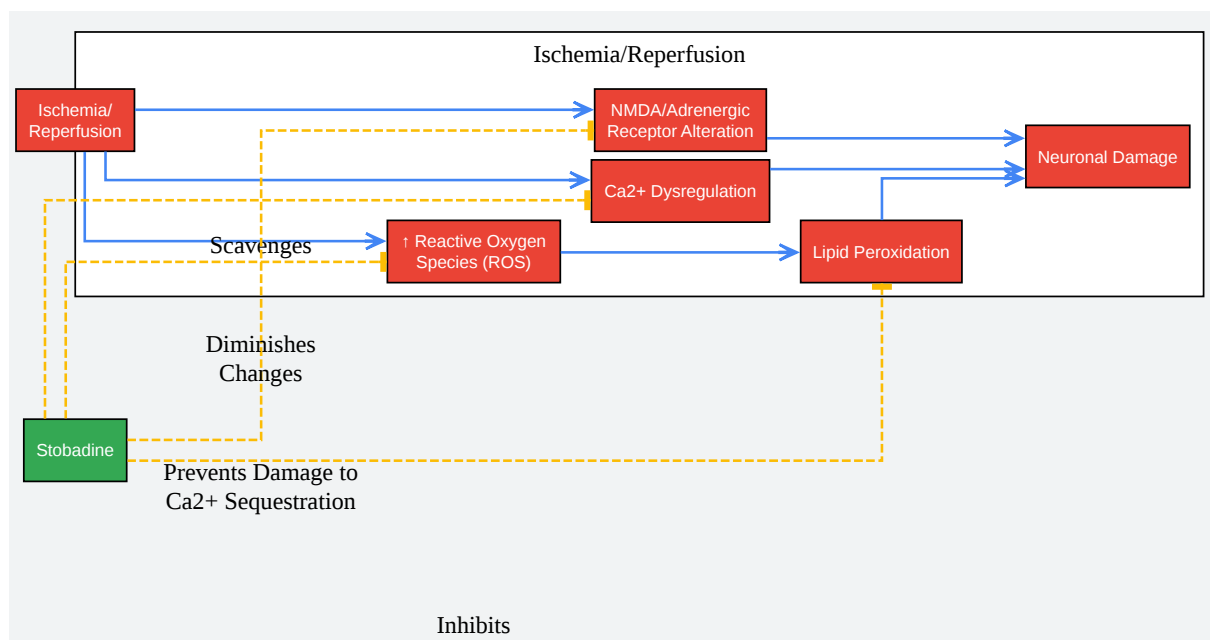 Ischemia/Reperfusion
Ischemia/
Reperfusion
NMDA/Adrenergic
Receptor Alteration
Neuronal Damage
Ca2+ Dysregulation
Scavenges
↑ Reactive Oxygen
Species (ROS)
Lipid Peroxidation
Diminishes
Changes
Stobadine
Prevents Damage to
Ca2+ Sequestration
Inhibits